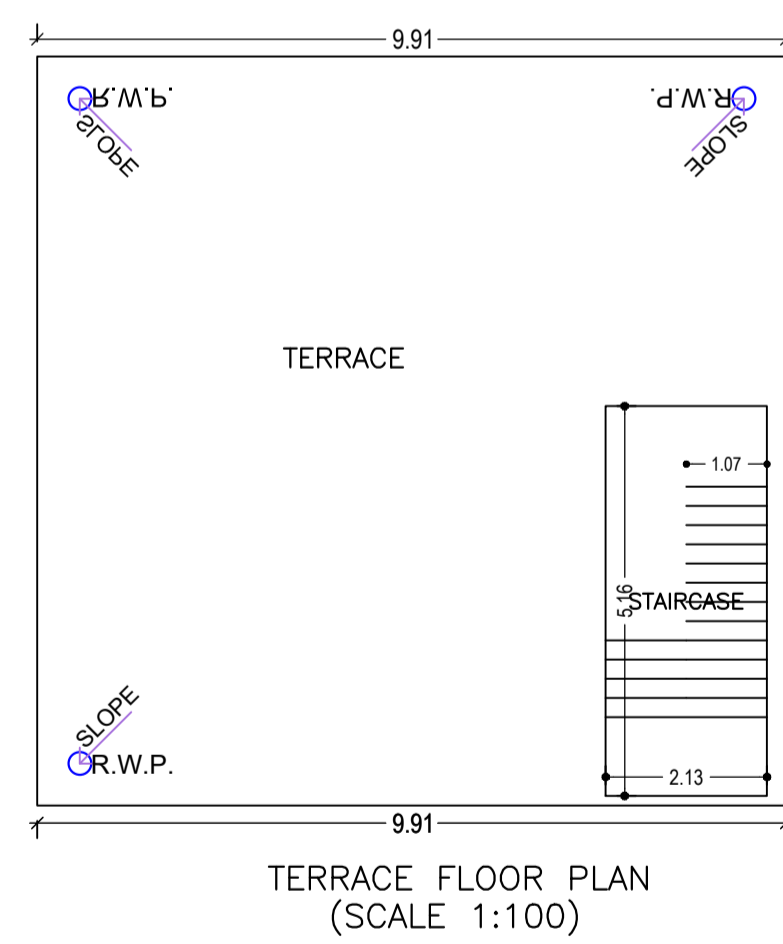 9.91
R.W.P.
R.W.P.
SLOPE
SLOPE
TERRACE
1.07
5.16
STAIRCASE
SLOPE
R.W.P.
2.13
9.91
TERRACE FLOOR PLAN
(SCALE 1:100)